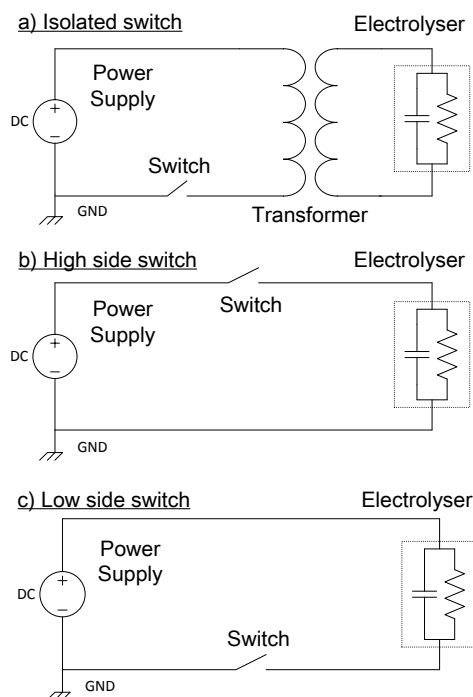 a) Isolated switch
Electrolyser
Power
Supply
DC
+
−
Switch
GND
Transformer
b) High side switch
Electrolyser
Switch
Power
Supply
DC
+
−
GND
c) Low side switch
Electrolyser
Power
Supply
DC
+
−
Switch
GND